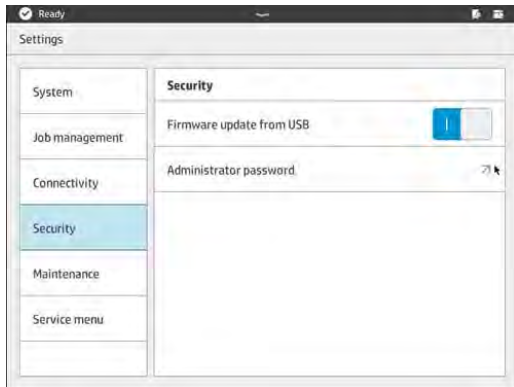 Ready
Settings
System
Job management
Connectivity
Security
Maintenance
Service menu
Security
Firmware update from USB
Administrator password